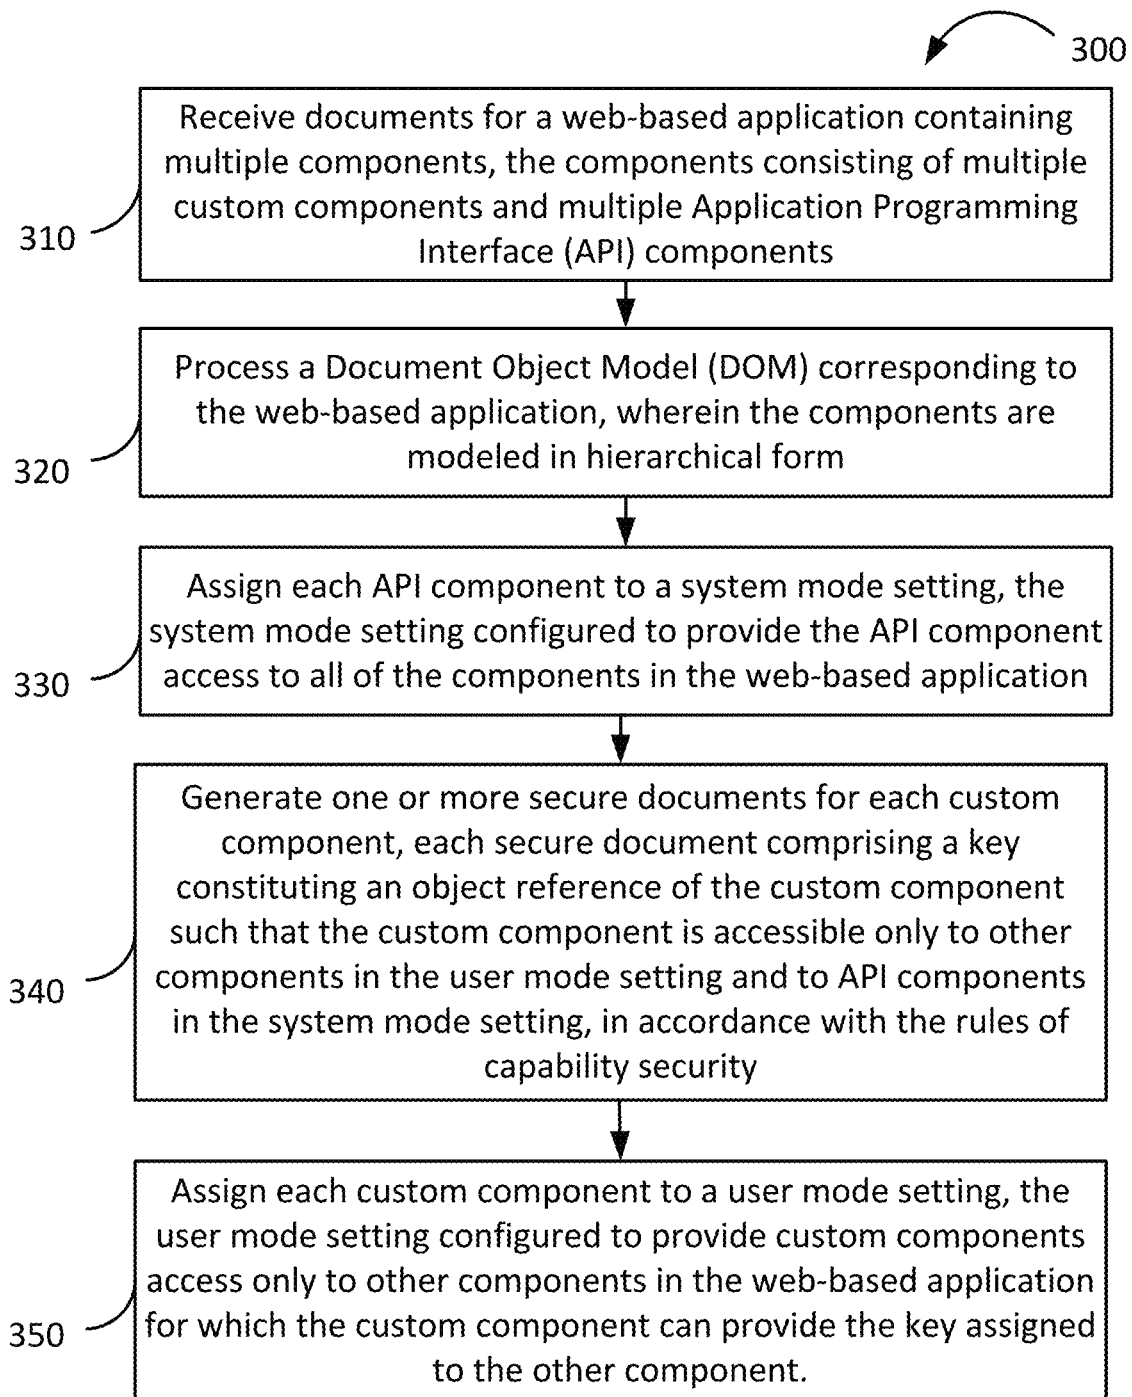 300
Receive documents for a web-based application containing
multiple components, the components consisting of multiple
custom components and multiple Application Programming
Interface (API) components
310
Process a Document Object Model (DOM) corresponding to
the web-based application, wherein the components are
modeled in hierarchical form
320
Assign each API component to a system mode setting, the
system mode setting configured to provide the API component
access to all of the components in the web-based application
330
Generate one or more secure documents for each custom
component, each secure document comprising a key
constituting an object reference of the custom component
such that the custom component is accessible only to other
components in the user mode setting and to API components
in the system mode setting, in accordance with the rules of
capability security
340
Assign each custom component to a user mode setting, the
user mode setting configured to provide custom components
access only to other components in the web-based application
for which the custom component can provide the key assigned
to the other component.
350